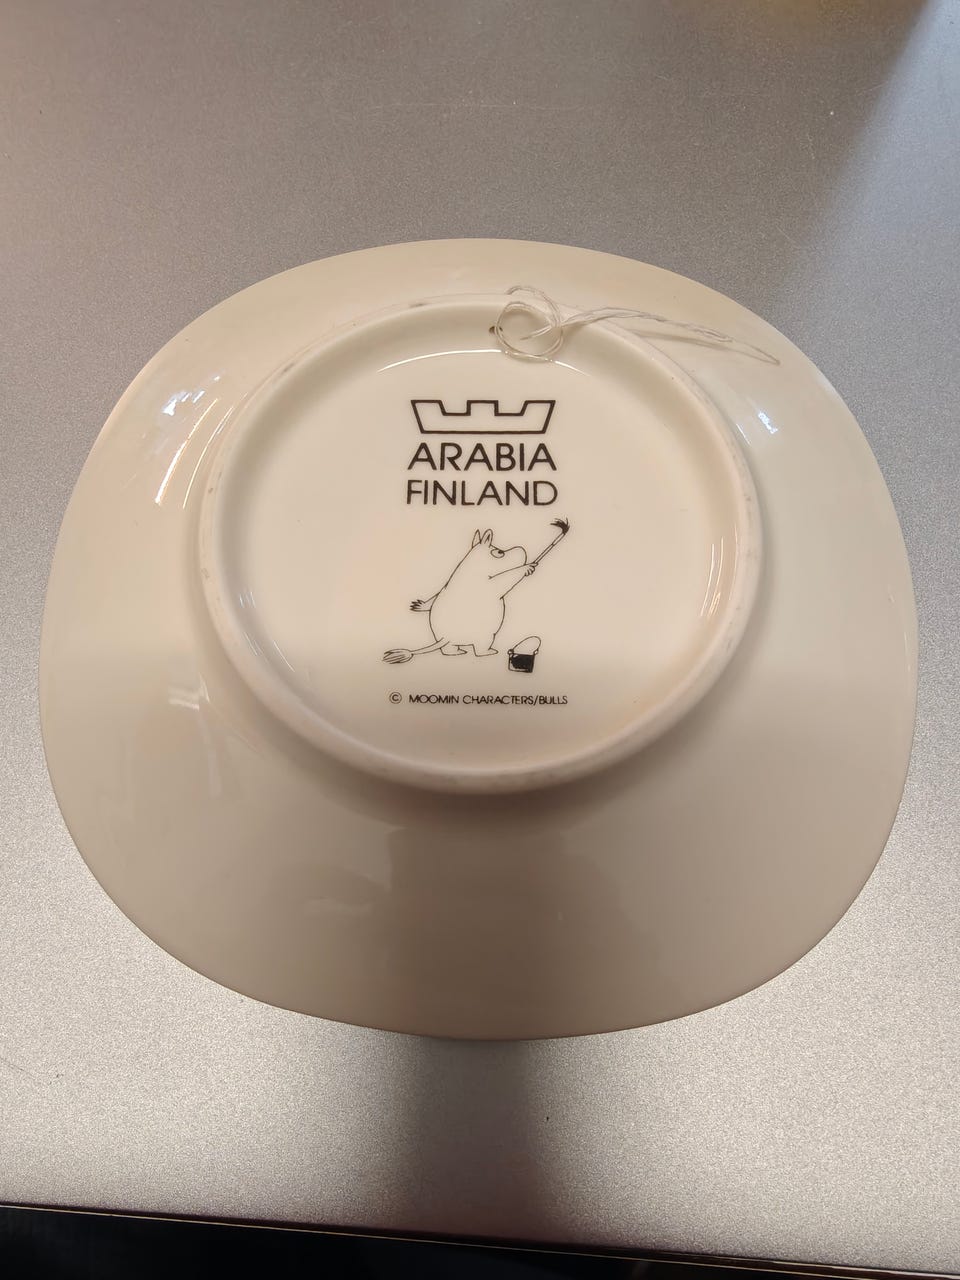 ARABIA
FINLAND
© MOOMIN CHARACTERS/BULLS